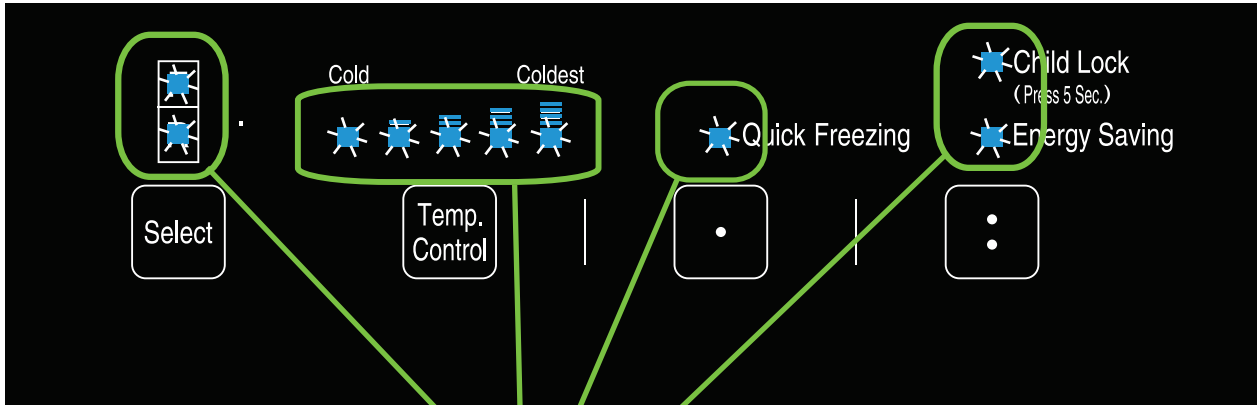 Cold Coldest
Child Lock
(Press 5 Sec.)
Quick Freezing
Energy Saving
Select
Temp.
Control